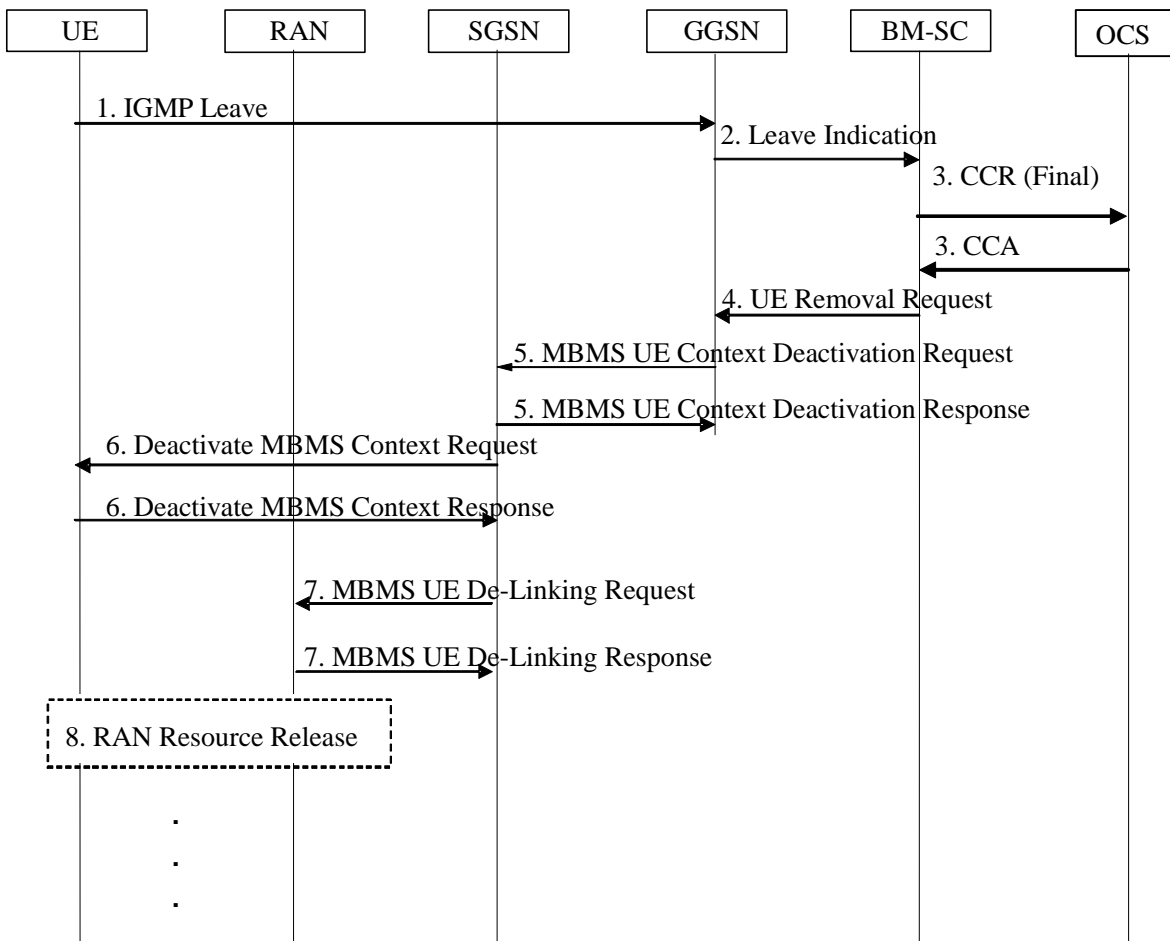 UE RAN SGSN GGSN BM-SC OCS
1. IGMP Leave
2. Leave Indication
3. CCR (Final)
3. CCA
4. UE Removal Request
5. MBMS UE Context Deactivation Request
5. MBMS UE Context Deactivation Response
6. Deactivate MBMS Context Request
6. Deactivate MBMS Context Response
7. MBMS UE De-Linking Request
7. MBMS UE De-Linking Response
8. RAN Resource Release